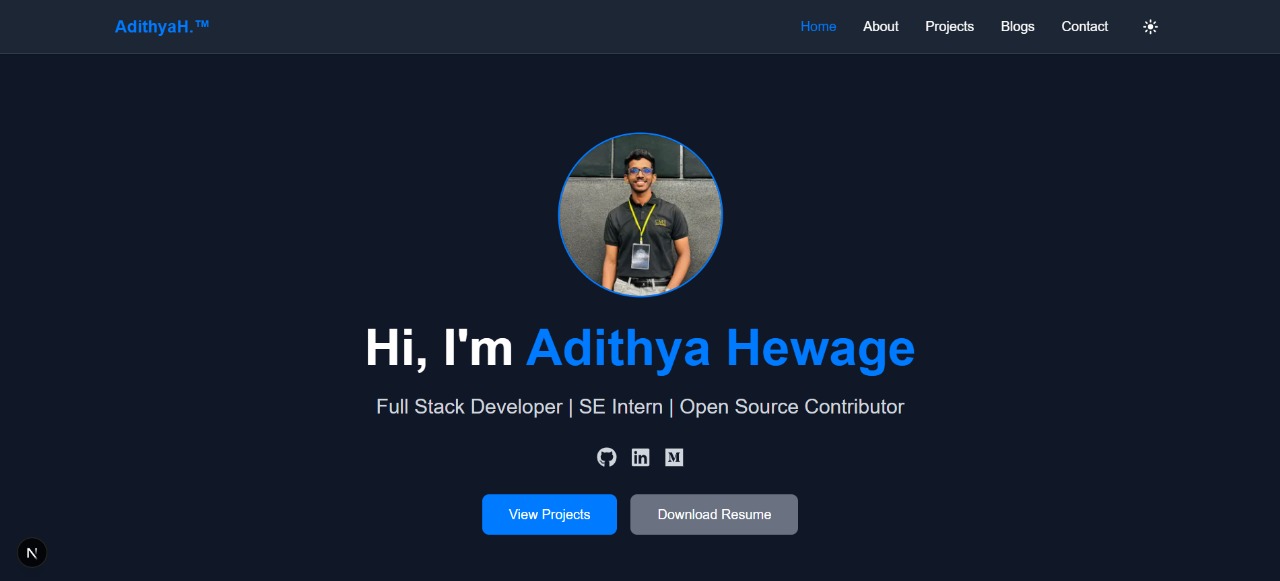 AdithyaH.™
Home About Projects Blogs Contact
Hi, I'm Adithya Hewage
Full Stack Developer | SE Intern | Open Source Contributor
in M
View Projects Download Resume
N